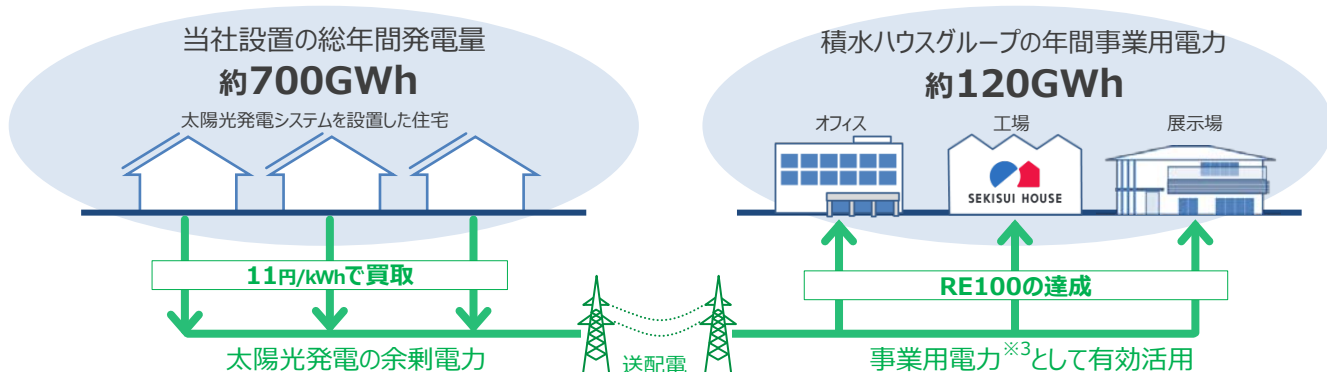 当社設置の総年間発電量
約700GWh
太陽光発電システムを設置した住宅
11円/kWhで買取
太陽光発電の余剰電力
送配電
積水ハウスグループの年間事業用電力
約120GWh
オフィス
工場
展示場
SEKISUI HOUSE
RE100の達成
事業用電力※3として有効活用